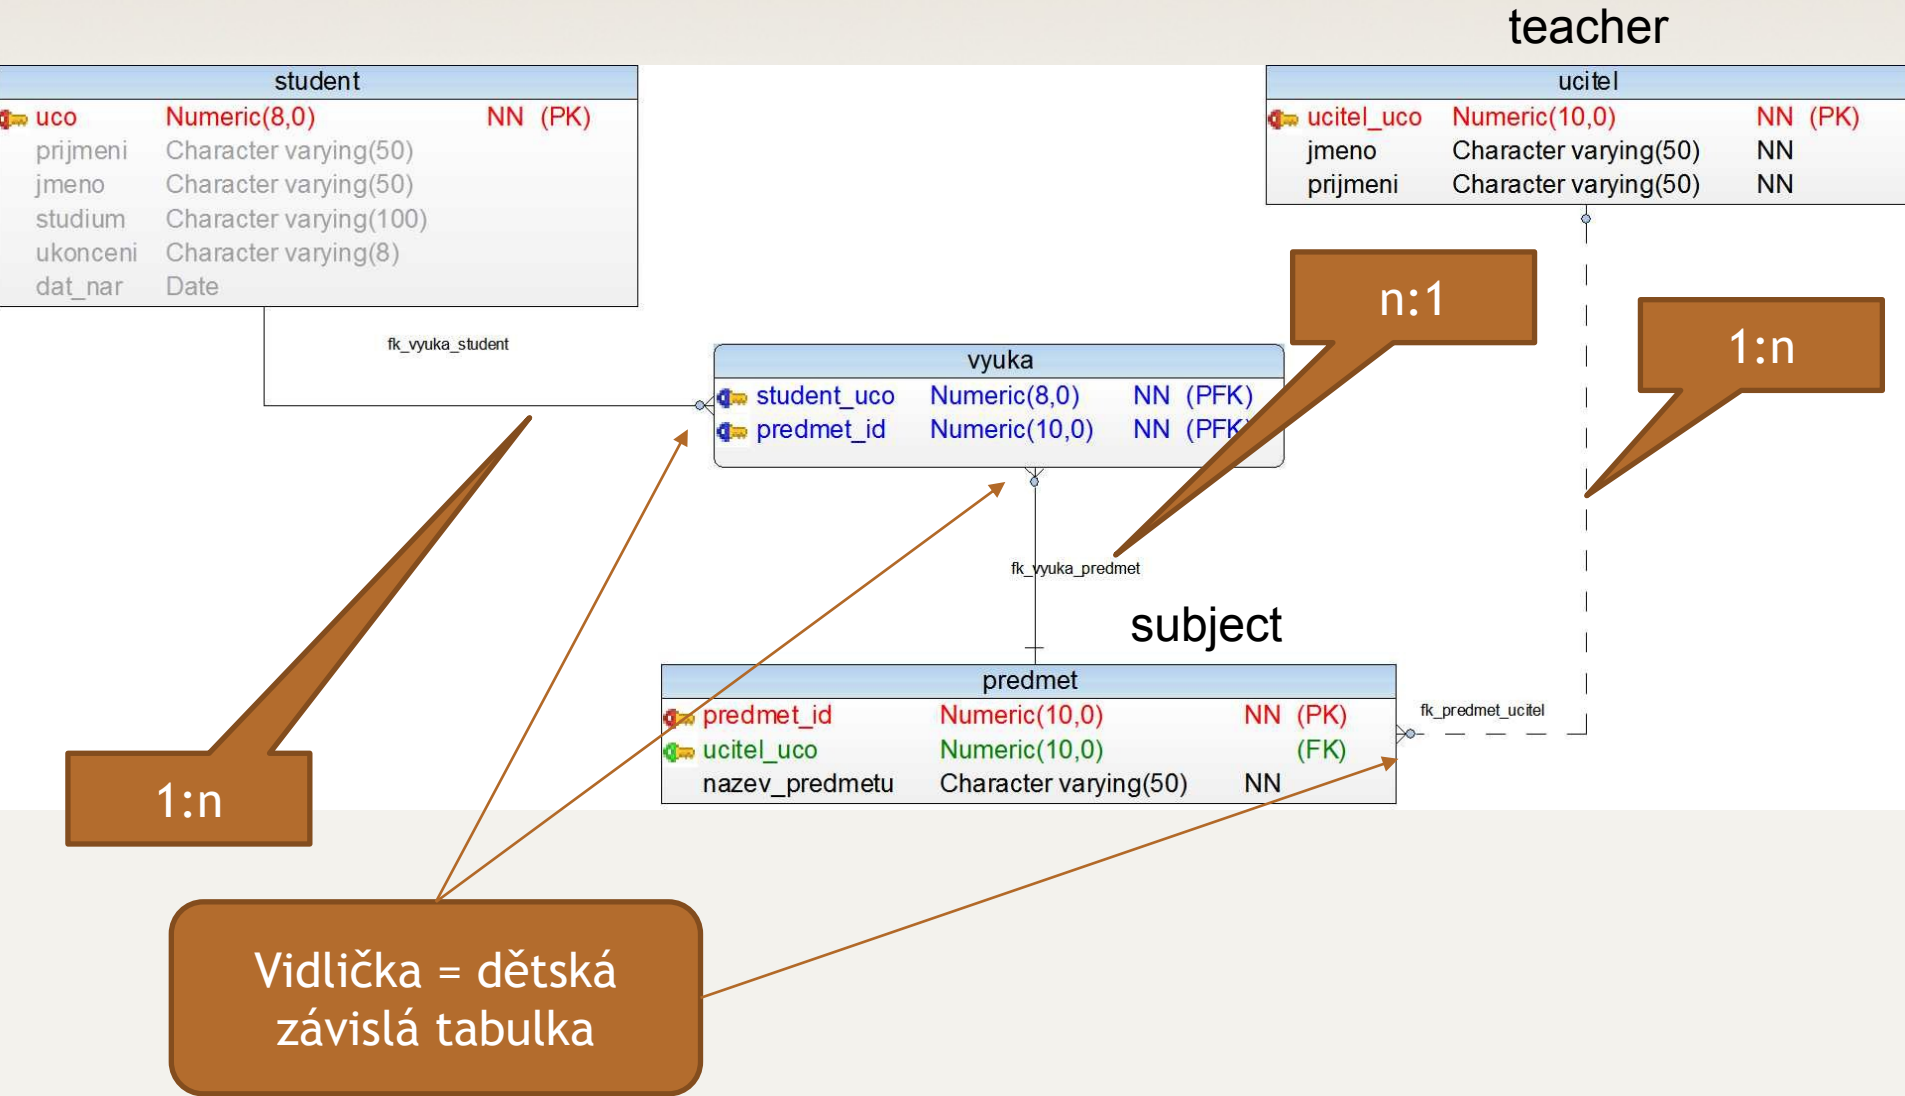 teacher
student
uco Numeric(8,0) NN (PK)
prijmeni Character varying(50)
jmeno Character varying(50)
studium Character varying(100)
ukonceni Character varying(8)
dat_nar Date
ucitel
ucitel_uco Numeric(10,0) NN (PK)
jmeno Character varying(50) NN
prijmeni Character varying(50) NN
n:1
1:n
fk_vyuka_student
vyuka
student_uco Numeric(8,0) NN (PFK)
predmet_id Numeric(10,0) NN (PFK)
fk_vyuka_predmet
subject
predmet
predmet_id Numeric(10,0) NN (PK)
ucitel_uco Numeric(10,0) (FK)
nazev_predmetu Character varying(50) NN
fk_predmet_ucitel
1:n
Vidlička = dětská
závislá tabulka